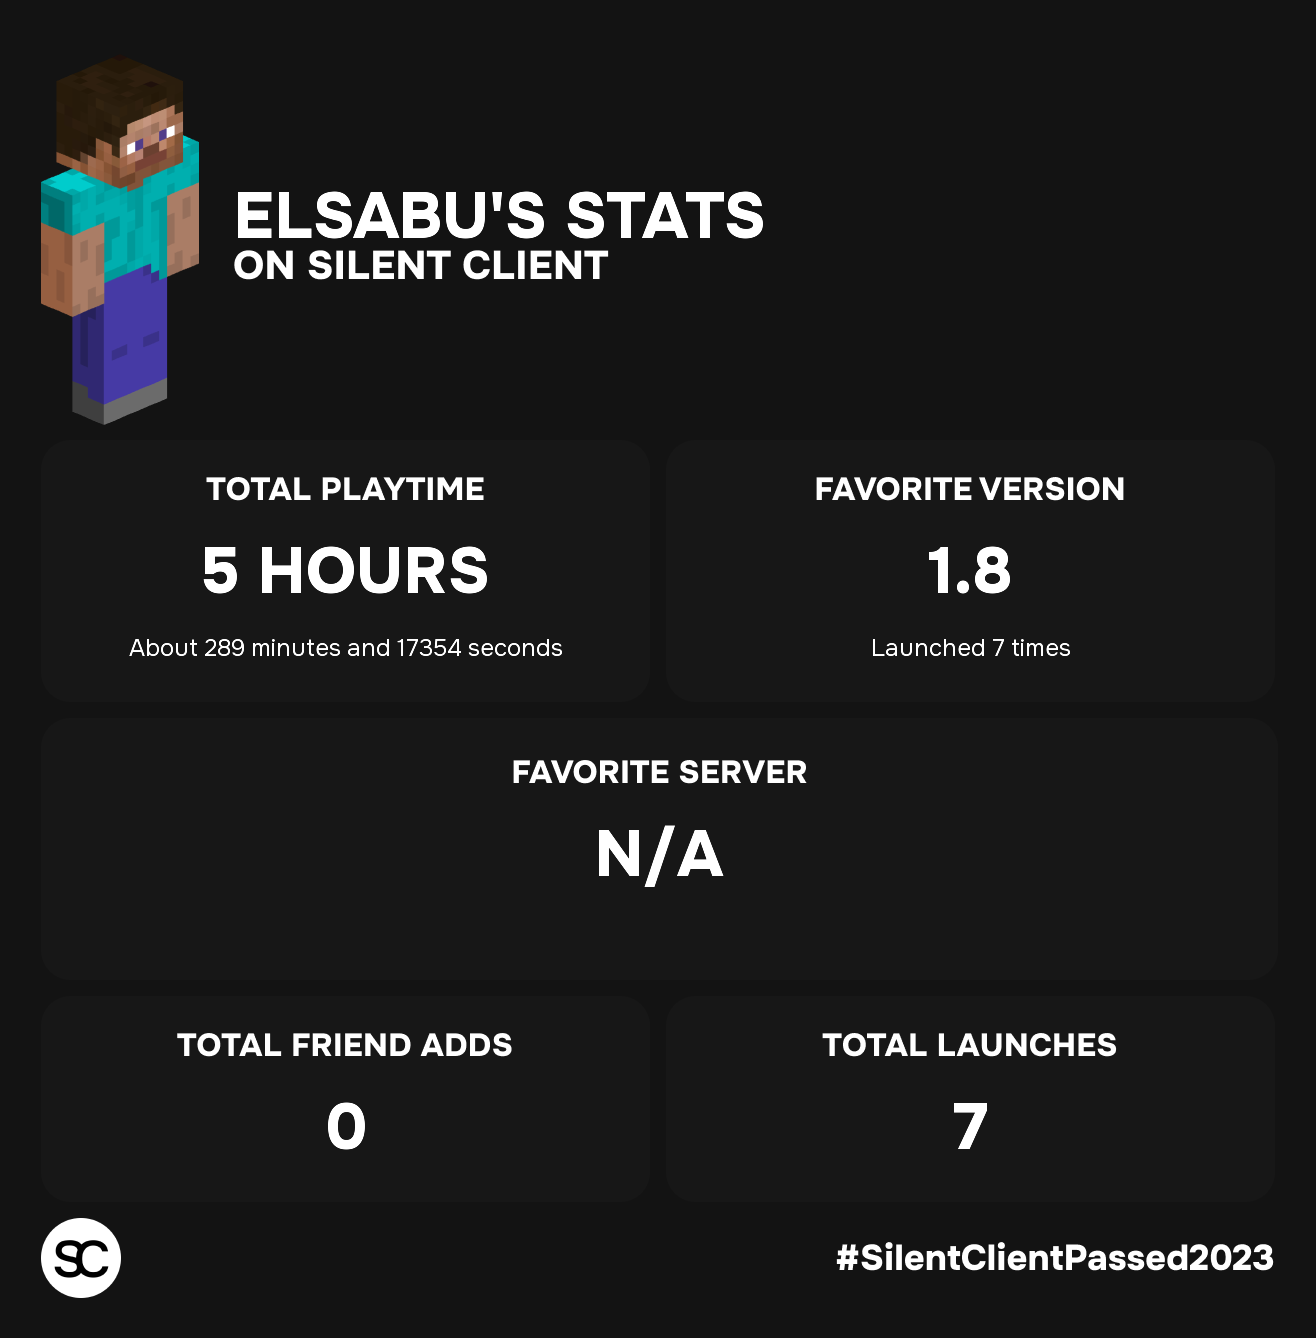 ELSABU'S STATS
ON SILENT CLIENT
TOTAL PLAYTIME
5 HOURS
About 289 minutes and 17354 seconds
FAVORITE VERSION
1.8
Launched 7 times
FAVORITE SERVER
N/A
TOTAL FRIEND ADDS
0
TOTAL LAUNCHES
7
SC
#SilentClientPassed2023